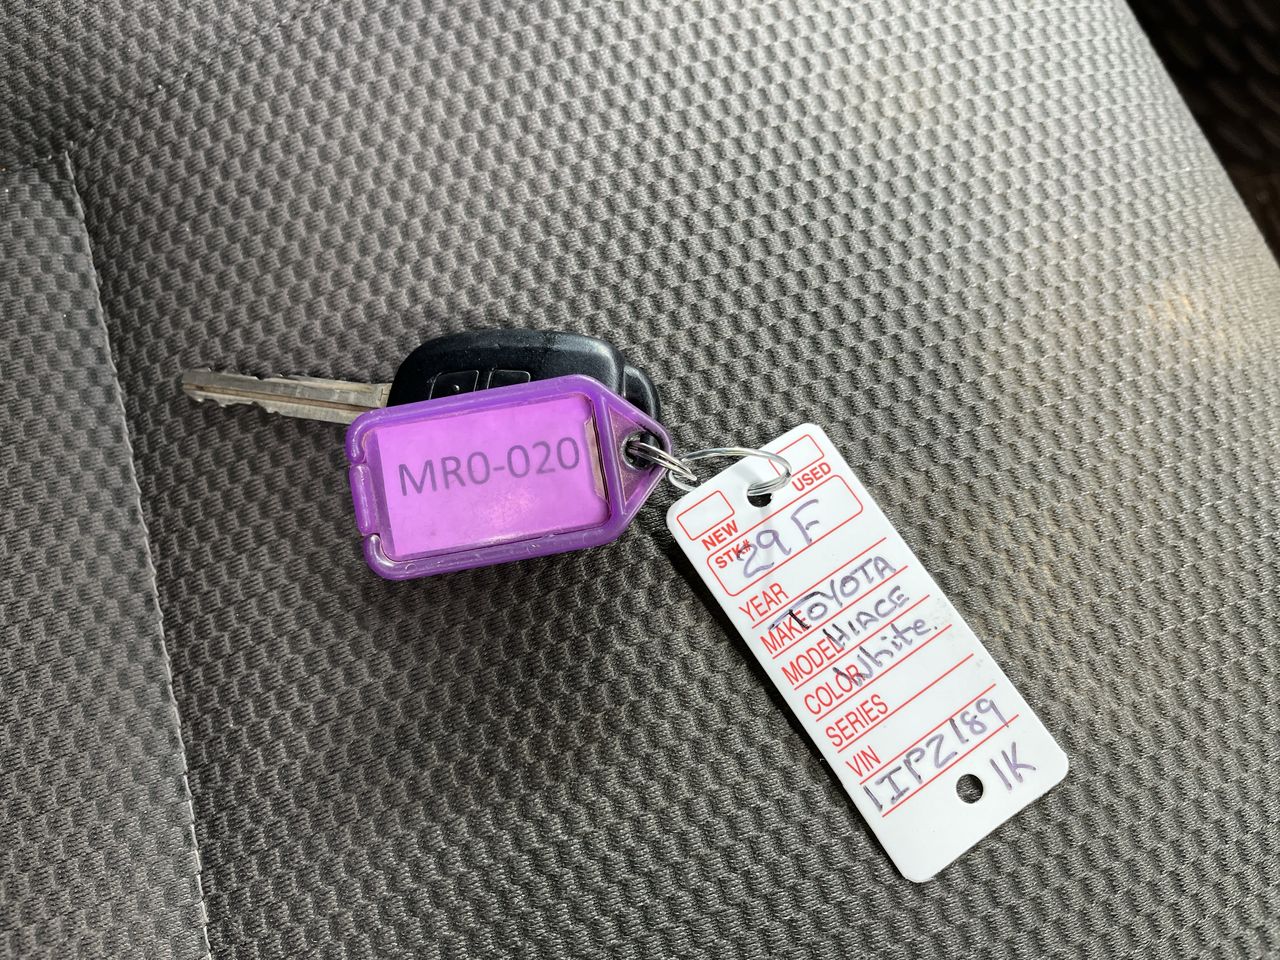 MR0-020
USED
NEW
STK# 29F
YEAR
MAKE TOYOTA
MODEL HIACE
COLOR White.
SERIES
VIN
1IPZ189
1K